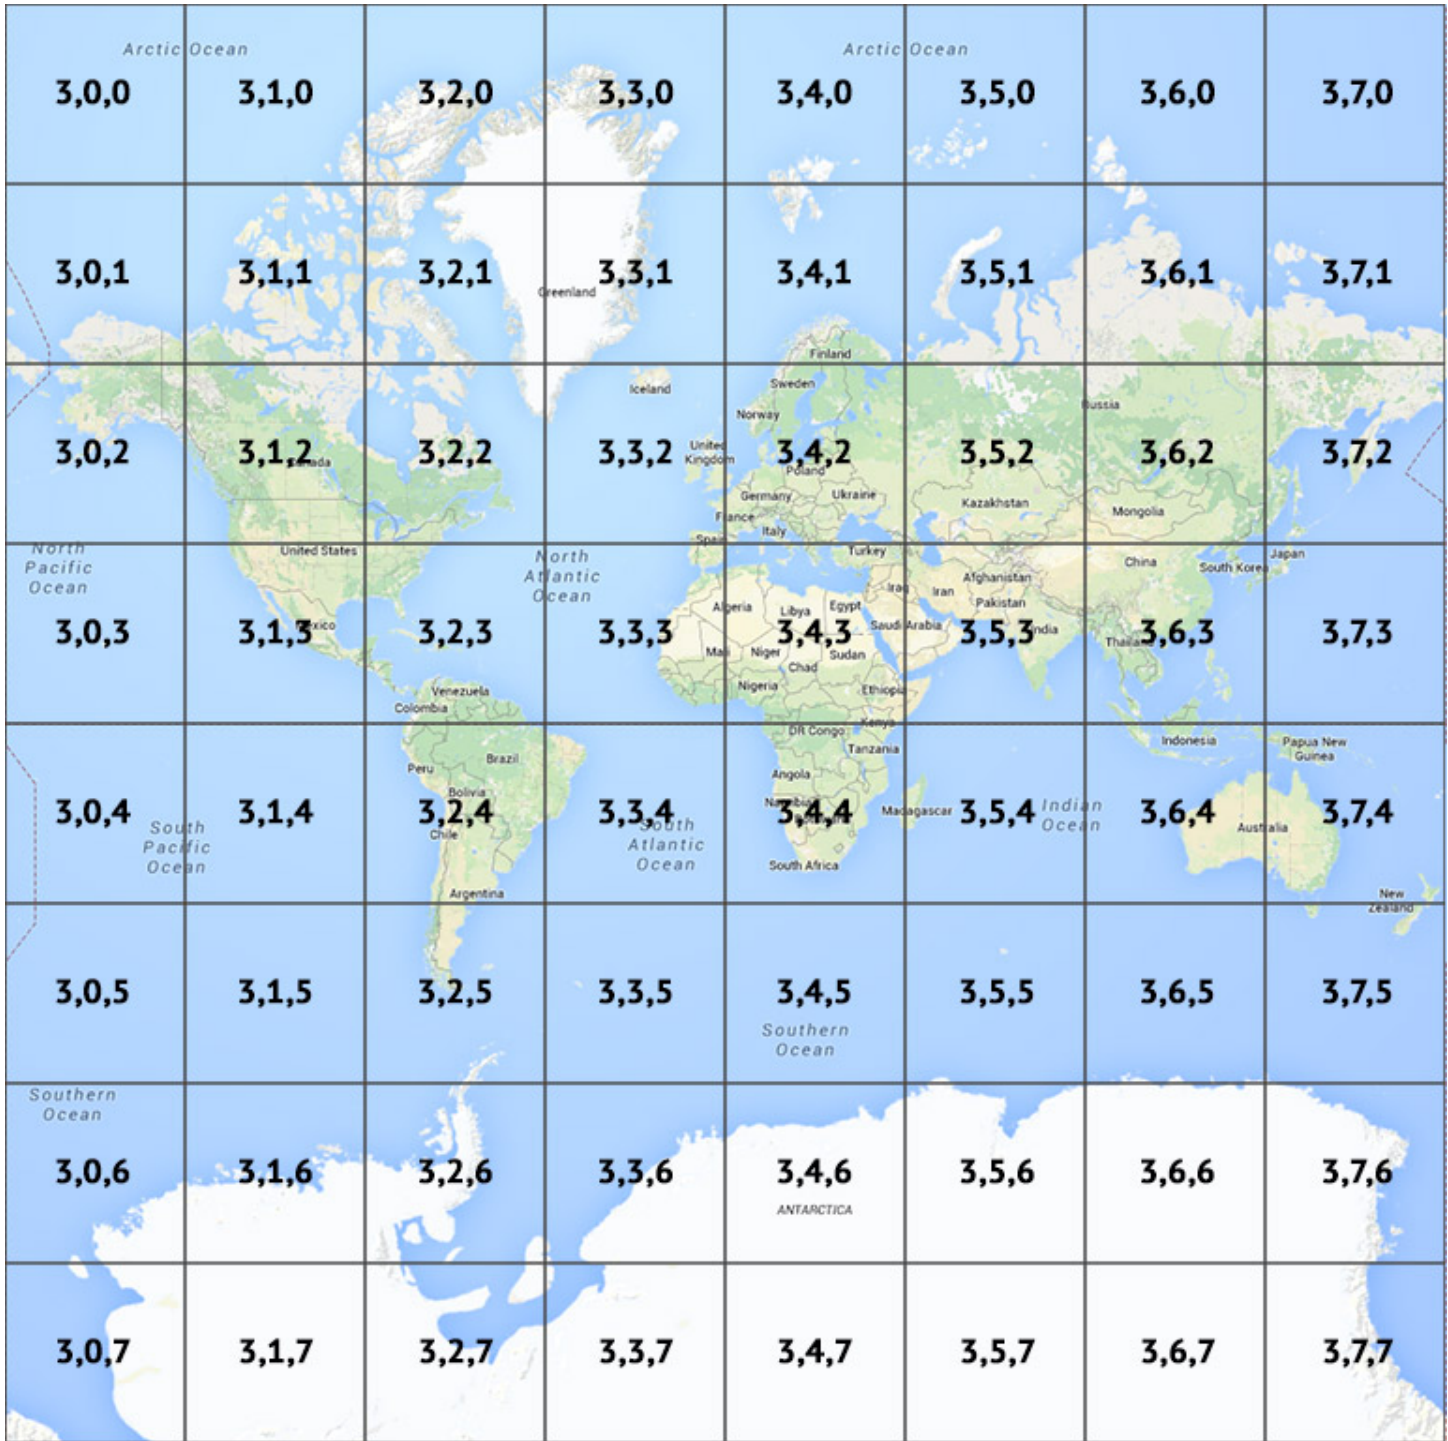 Arctic Ocean
Arctic Ocean
3,0,0
3,1,0
3,2,0
3,3,0
3,4,0
3,5,0
3,6,0
3,7,0
3,0,1
3,1,1
3,2,1
3,3,1
3,4,1
3,5,1
3,6,1
3,7,1
Greenland
Finland
Iceland
Sweden
Russia
Norway
3,0,2
3,1,2
Canada
3,2,2
3,3,2
United
Kingdom
3,4,2
3,5,2
3,6,2
3,7,2
Poland
Germany
Ukraine
Kazakhstan
Mongolia
France
Italy
Spain
North
Pacific
Ocean
United States
North
Atlantic
Ocean
Turkey
China
Japan
South Korea
Afghanistan
Iraq
Iran
Pakistan
Algeria
Libya
Egypt
3,0,3
3,1,3
Mexico
3,2,3
3,3,3
3,4,3
Saudi Arabia
3,5,3
India
3,6,3
Thailand
3,7,3
Mali
Niger
Sudan
Chad
Nigeria
Ethiopia
Venezuela
Colombia
Kenya
DR Congo
Tanzania
Indonesia
Papua New
Guinea
Brazil
Peru
Angola
Bolivia
Namibia
3,0,4
3,1,4
3,2,4
3,3,4
3,4,4
Madagascar
3,5,4
Indian
Ocean
3,6,4
3,7,4
South
Pacific
Ocean
Chile
South
Atlantic
Ocean
Australia
South Africa
Argentina
New
Zealand
3,0,5
3,1,5
3,2,5
3,3,5
3,4,5
3,5,5
3,6,5
3,7,5
Southern
Ocean
Southern
Ocean
3,0,6
3,1,6
3,2,6
3,3,6
3,4,6
3,5,6
3,6,6
3,7,6
ANTARCTICA
3,0,7
3,1,7
3,2,7
3,3,7
3,4,7
3,5,7
3,6,7
3,7,7